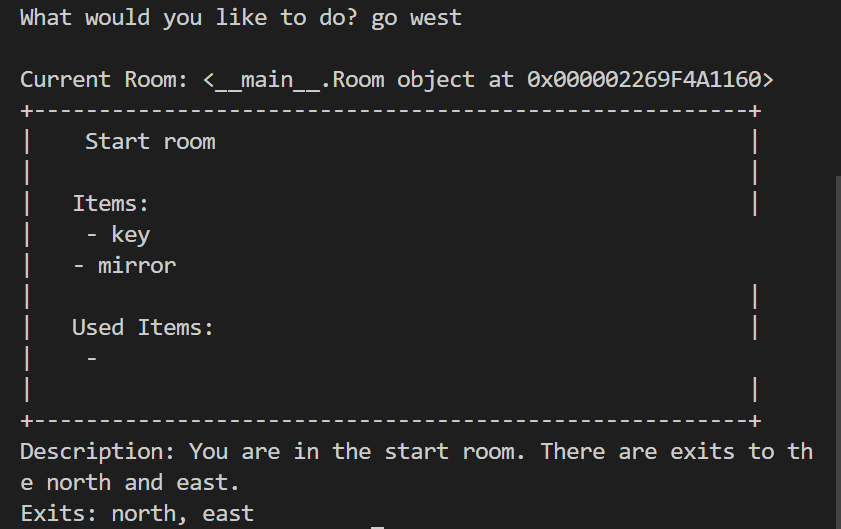 What would you like to do? go west
Current Room: <__main__.Room object at 0x000002269F4A1160>
+-------------------------------------------------------+
|    Start room                                         |
|                                                       |
|   Items:                                              |
|    - key
|   - mirror
|                                                       |
|   Used Items:                                         |
|    -
|                                                       |
+-------------------------------------------------------+
Description: You are in the start room. There are exits to th
e north and east.
Exits: north, east